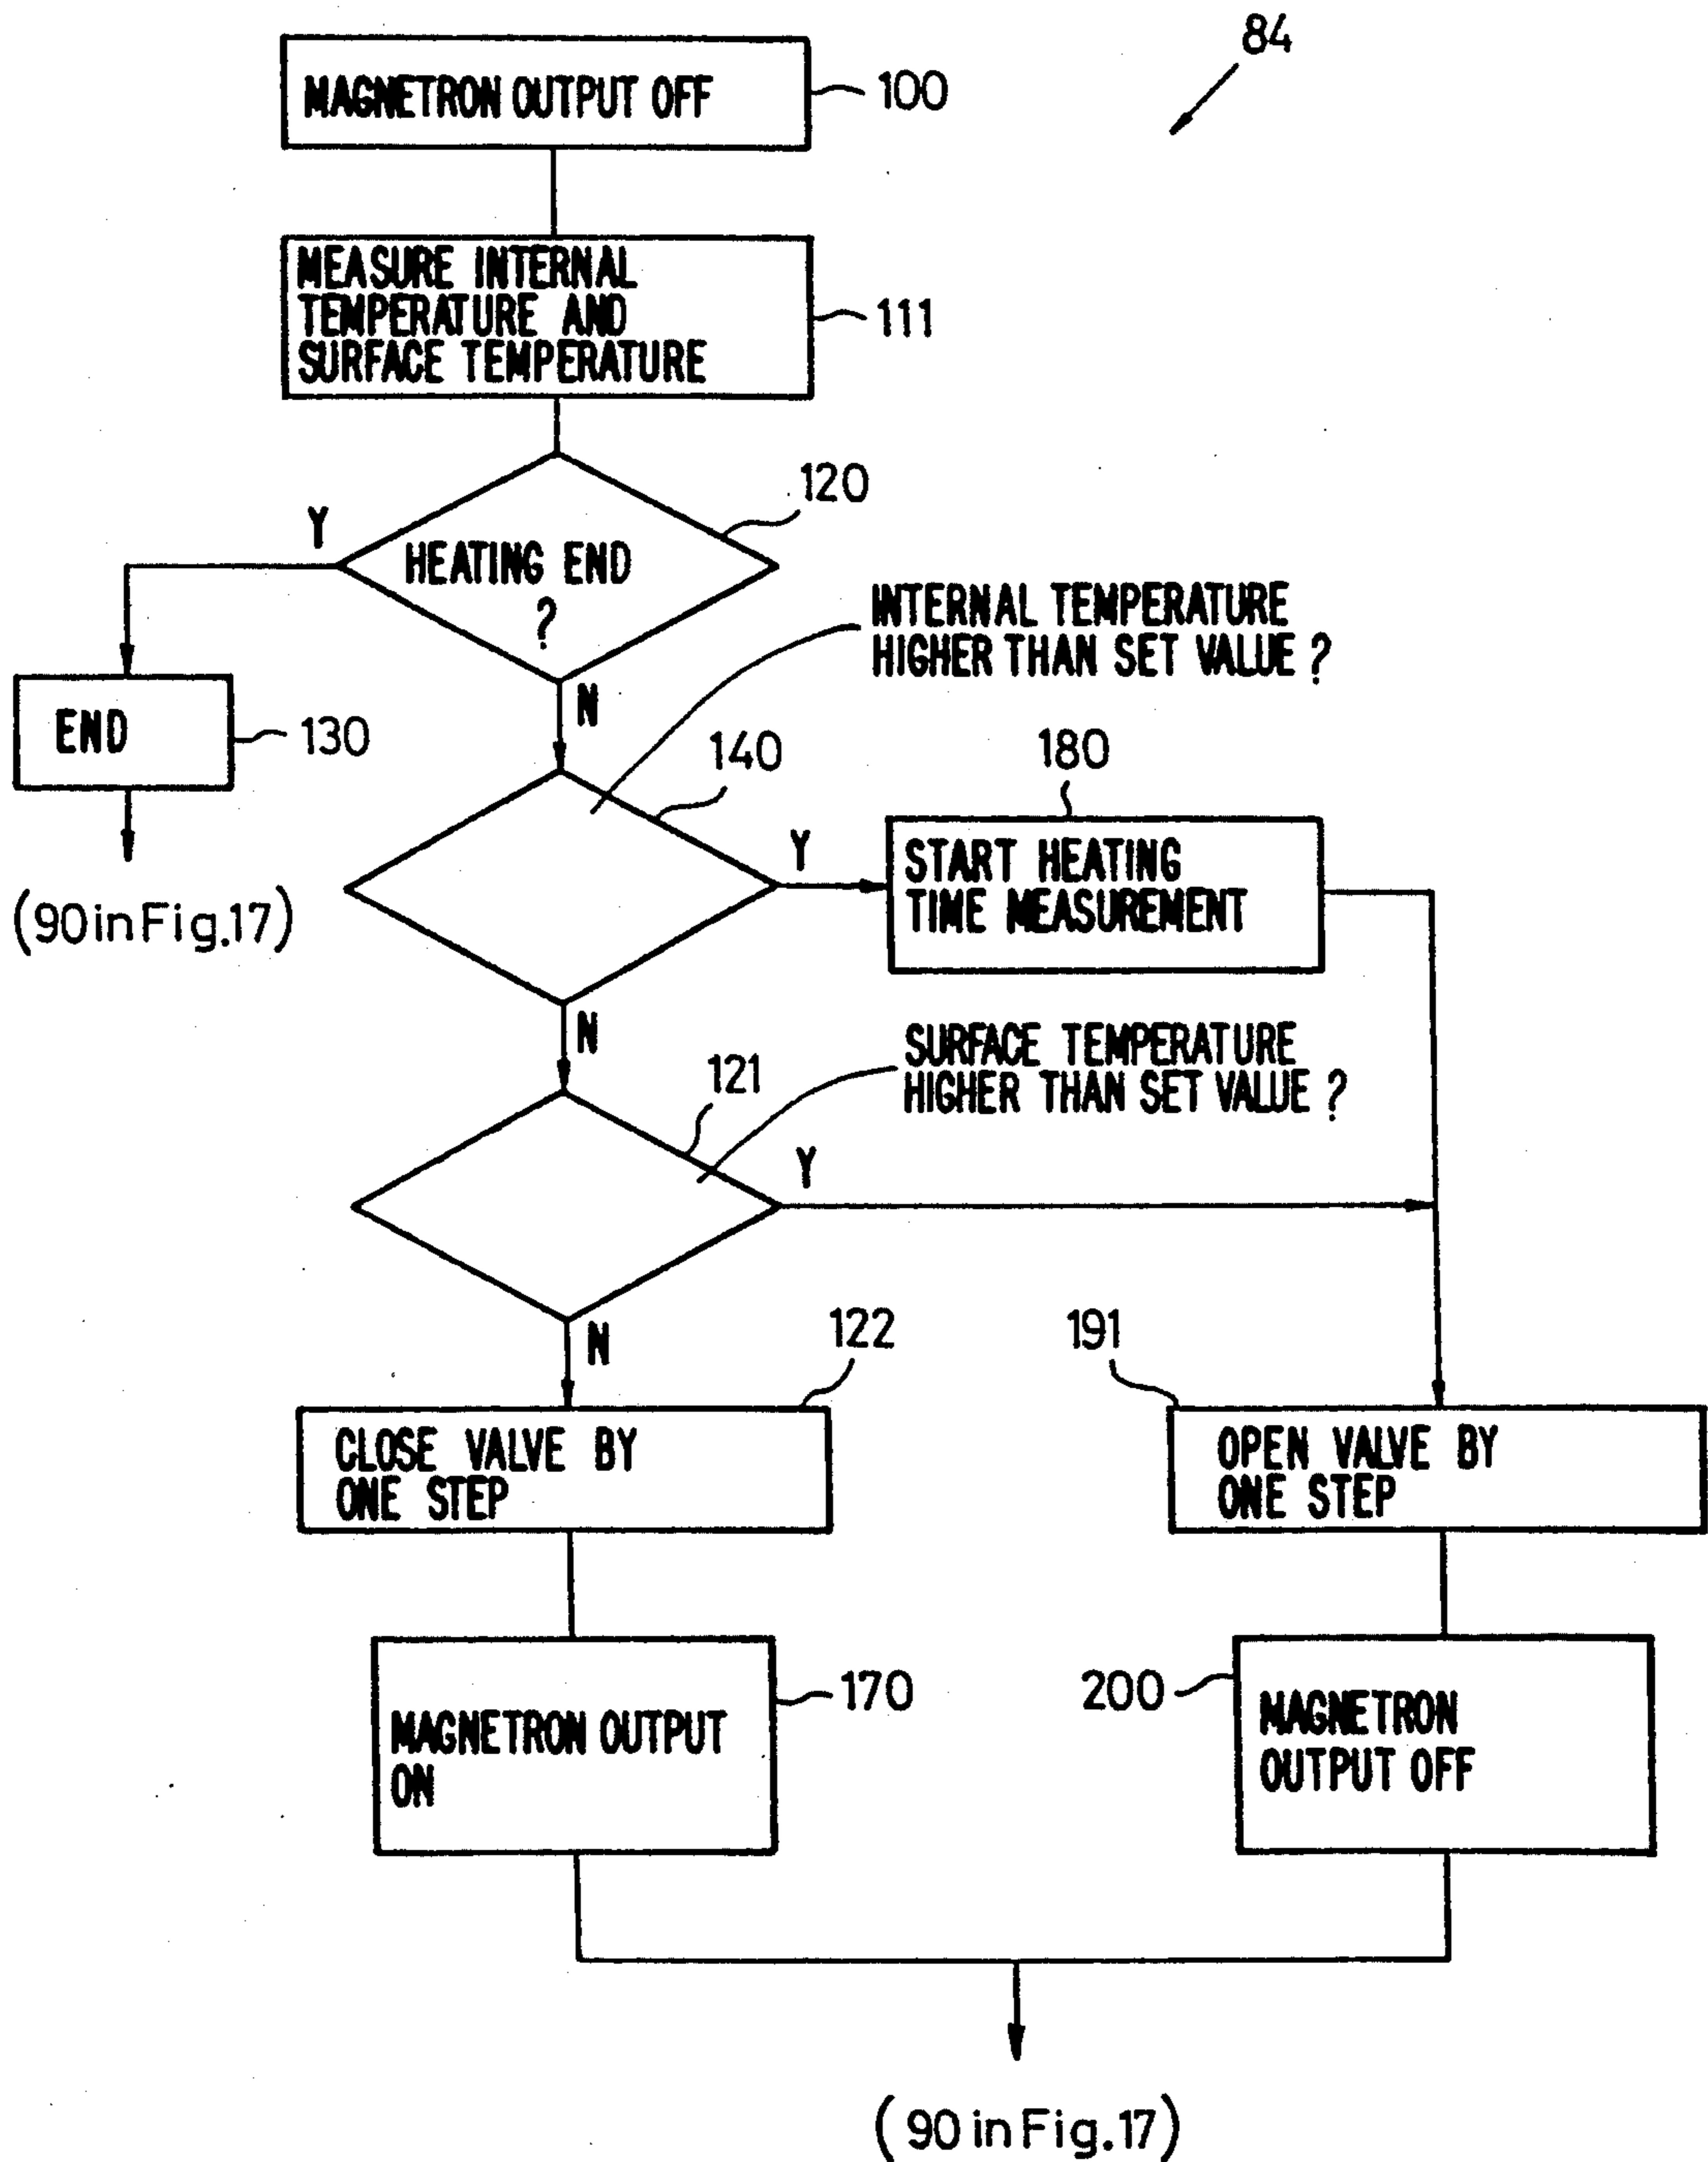 84
MAGNETRON OUTPUT OFF
100
MEASURE INTERNAL
TEMPERATURE AND
SURFACE TEMPERATURE
111
120
Y
HEATING END
?
INTERNAL TEMPERATURE
HIGHER THAN SET VALUE ?
N
END
130
140
180
Y
START HEATING
TIME MEASUREMENT
(90 in Fig. 17)
N
SURFACE TEMPERATURE
HIGHER THAN SET VALUE ?
121
Y
N
122
191
CLOSE VALVE BY
ONE STEP
OPEN VALVE BY
ONE STEP
170
200
MAGNETRON OUTPUT
ON
MAGNETRON
OUTPUT OFF
(90 in Fig. 17)